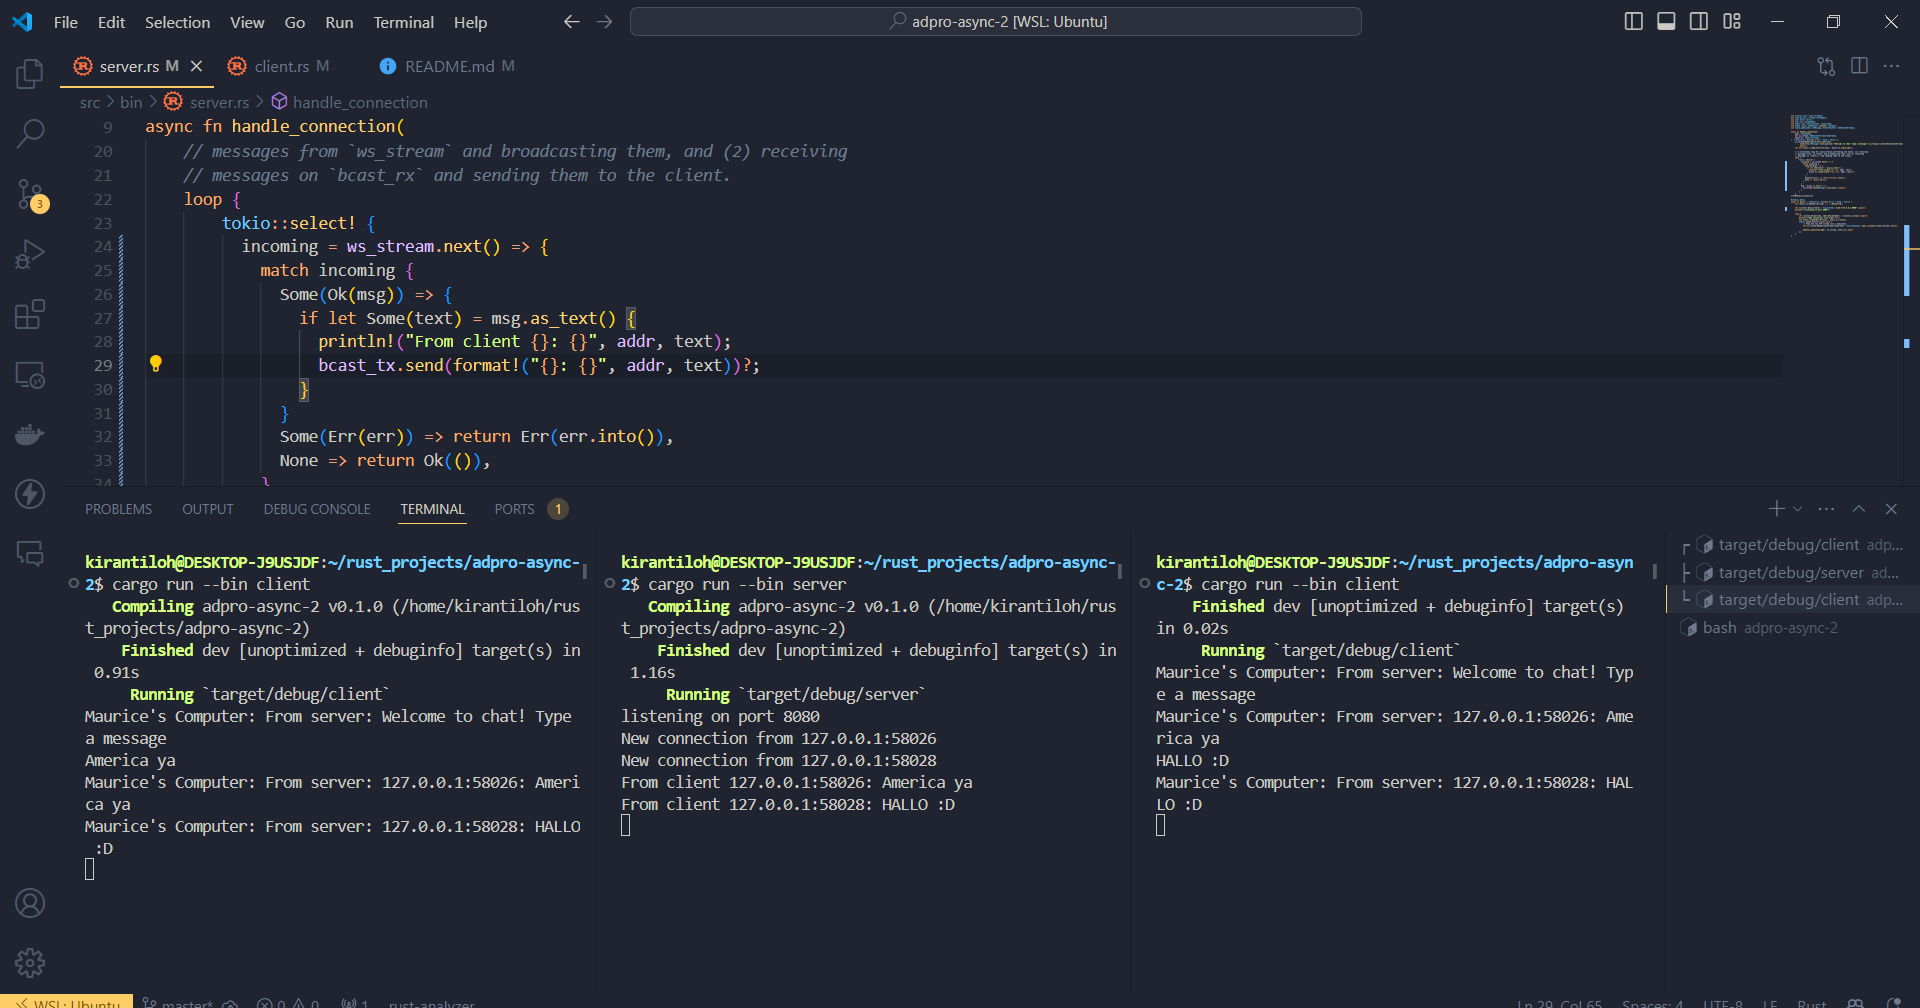 File Edit Selection View Go Run Terminal Help
adpro-async-2 [WSL: Ubuntu]
server.rs M
client.rs M
README.md M
src > bin > server.rs > handle_connection
9 async fn handle_connection(
20 // messages from `ws_stream` and broadcasting them, and (2) receiving
21 // messages on `bcast_rx` and sending them to the client.
22 loop {
23 tokio::select! {
24 incoming = ws_stream.next() => {
25 match incoming {
26 Some(Ok(msg)) => {
27 if let Some(text) = msg.as_text() {
28 println!("From client {}: {}", addr, text);
29 bcast_tx.send(format!("{}: {}", addr, text))?;
30 }
31 }
32 Some(Err(err)) => return Err(err.into()),
33 None => return Ok(()),
34 }
3
PROBLEMS OUTPUT DEBUG CONSOLE TERMINAL PORTS 1
kirantiloh@DESKTOP-J9USJDF:~/rust_projects/adpro-async-
2$ cargo run --bin client
Compiling adpro-async-2 v0.1.0 (/home/kirantiloh/rus
t_projects/adpro-async-2)
Finished dev [unoptimized + debuginfo] target(s) in
0.91s
Running `target/debug/client`
Maurice's Computer: From server: Welcome to chat! Type
a message
America ya
Maurice's Computer: From server: 127.0.0.1:58026: Ameri
ca ya
Maurice's Computer: From server: 127.0.0.1:58028: HALLO
:D
kirantiloh@DESKTOP-J9USJDF:~/rust_projects/adpro-async-
2$ cargo run --bin server
Compiling adpro-async-2 v0.1.0 (/home/kirantiloh/rus
t_projects/adpro-async-2)
Finished dev [unoptimized + debuginfo] target(s) in
1.16s
Running `target/debug/server`
listening on port 8080
New connection from 127.0.0.1:58026
New connection from 127.0.0.1:58028
From client 127.0.0.1:58026: America ya
From client 127.0.0.1:58028: HALLO :D
kirantiloh@DESKTOP-J9USJDF:~/rust_projects/adpro-asyn
c-2$ cargo run --bin client
Finished dev [unoptimized + debuginfo] target(s)
in 0.02s
Running `target/debug/client`
Maurice's Computer: From server: Welcome to chat! Typ
e a message
Maurice's Computer: From server: 127.0.0.1:58026: Ame
rica ya
HALLO :D
Maurice's Computer: From server: 127.0.0.1:58028: HAL
LO :D
target/debug/client adp...
target/debug/server ad...
target/debug/client adp...
bash adpro-async-2
WSL: Ubuntu master* 0 0 1 rust-analyzer
Ln 29, Col 65 Spaces: 4 UTF-8 LF Rust